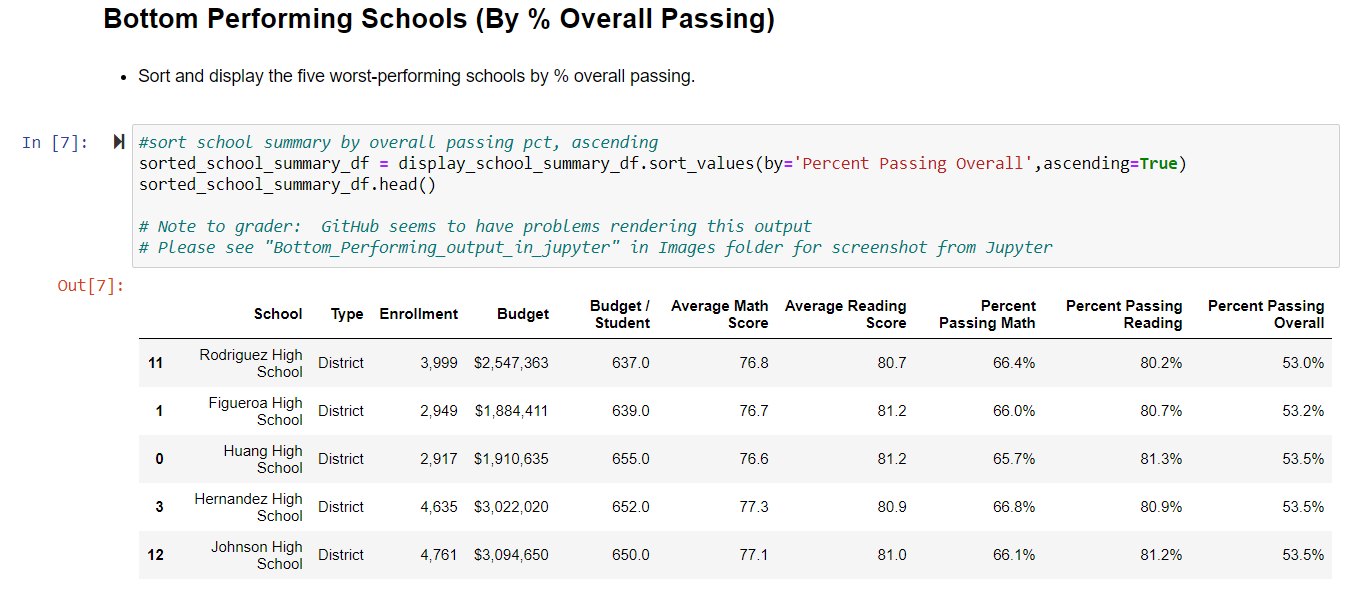 Bottom Performing Schools (By % Overall Passing)
• Sort and display the five worst-performing schools by % overall passing.
In [7]:
#sort school summary by overall passing pct, ascending
sorted_school_summary_df = display_school_summary_df.sort_values(by='Percent Passing Overall',ascending=True)
sorted_school_summary_df.head()
# Note to grader:  GitHub seems to have problems rendering this output
# Please see "Bottom_Performing_output_in_jupyter" in Images folder for screenshot from Jupyter
Out[7]:
School Type Enrollment Budget Budget / Student Average Math Score Average Reading Score Percent Passing Math Percent Passing Reading Percent Passing Overall
11 Rodriguez High School District 3,999 $2,547,363 637.0 76.8 80.7 66.4% 80.2% 53.0%
1 Figueroa High School District 2,949 $1,884,411 639.0 76.7 81.2 66.0% 80.7% 53.2%
0 Huang High School District 2,917 $1,910,635 655.0 76.6 81.2 65.7% 81.3% 53.5%
3 Hernandez High School District 4,635 $3,022,020 652.0 77.3 80.9 66.8% 80.9% 53.5%
12 Johnson High School District 4,761 $3,094,650 650.0 77.1 81.0 66.1% 81.2% 53.5%